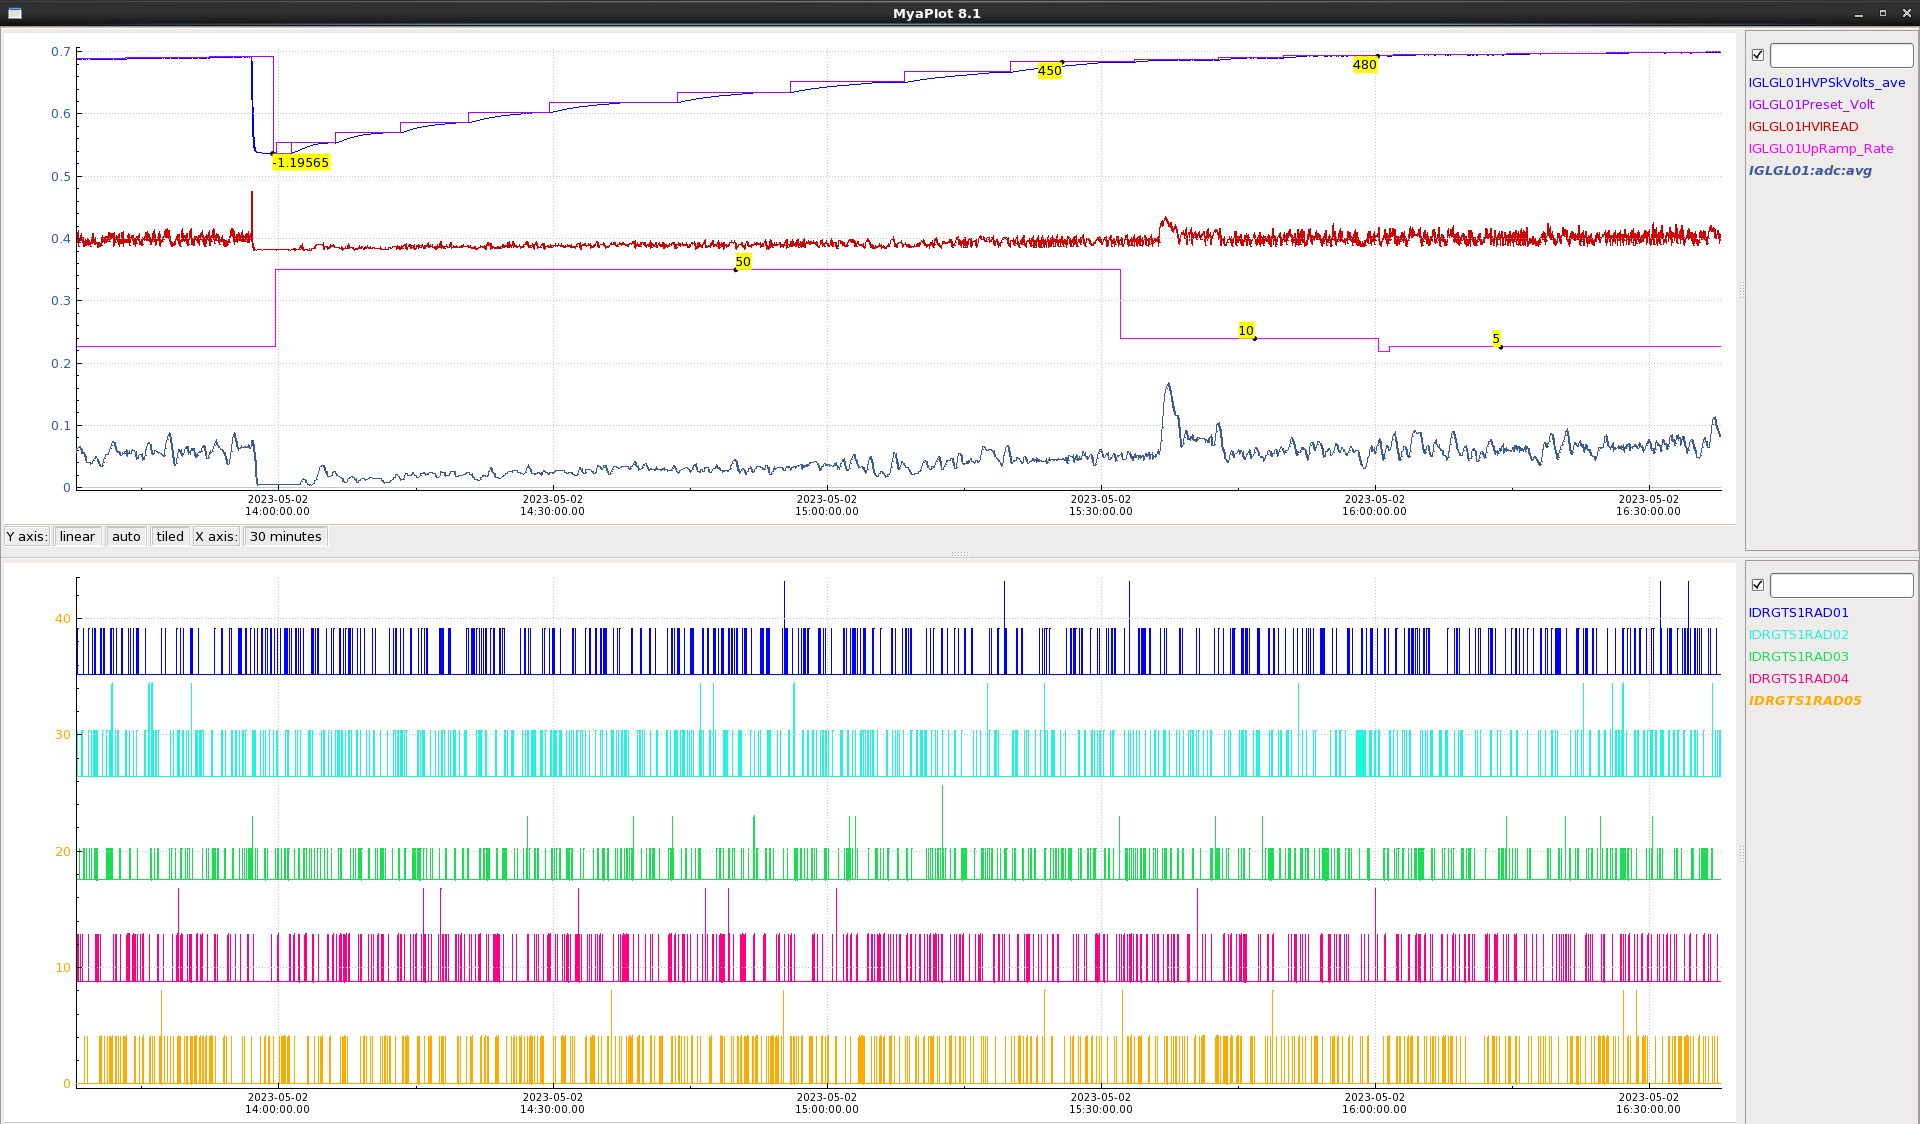 MyaPlot 8.1
0.7
0.6
0.5
0.4
0.3
0.2
0.1
0
450
480
-1.19565
50
10
5
2023-05-02 2023-05-02 2023-05-02 2023-05-02 2023-05-02 2023-05-02
14:00:00.00 14:30:00.00 15:00:00.00 15:30:00.00 16:00:00.00 16:30:00.00
IGLGL01HVPSkVolts_ave
IGLGL01Preset_Volt
IGLGL01HVIREAD
IGLGL01UpRamp_Rate
IGLGL01:adc:avg
Y axis: linear auto tiled X axis: 30 minutes
40
30
20
10
0
2023-05-02 2023-05-02 2023-05-02 2023-05-02 2023-05-02 2023-05-02
14:00:00.00 14:30:00.00 15:00:00.00 15:30:00.00 16:00:00.00 16:30:00.00
IDRGTS1RAD01
IDRGTS1RAD02
IDRGTS1RAD03
IDRGTS1RAD04
IDRGTS1RAD05